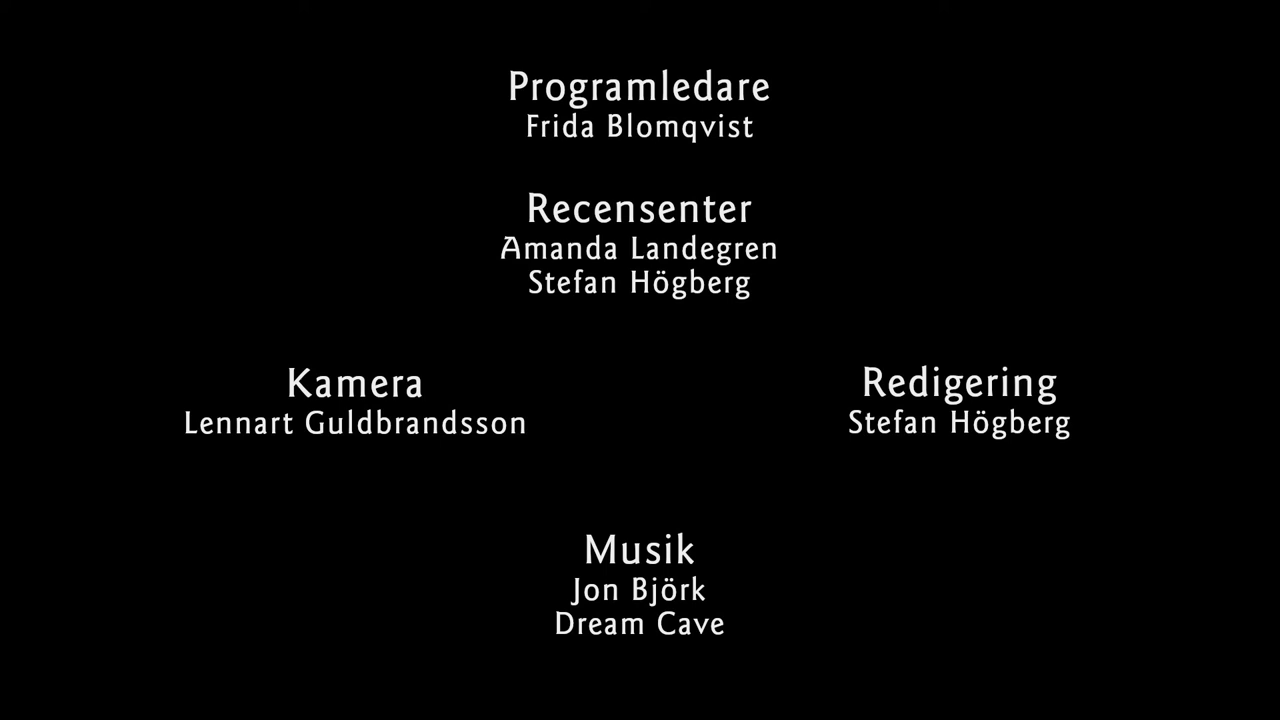 Programledare
Frida Blomqvist
Recensenter
Amanda Landegren
Stefan Högberg
Kamera
Lennart Guldbrandsson
Redigering
Stefan Högberg
Musik
Jon Björk
Dream Cave